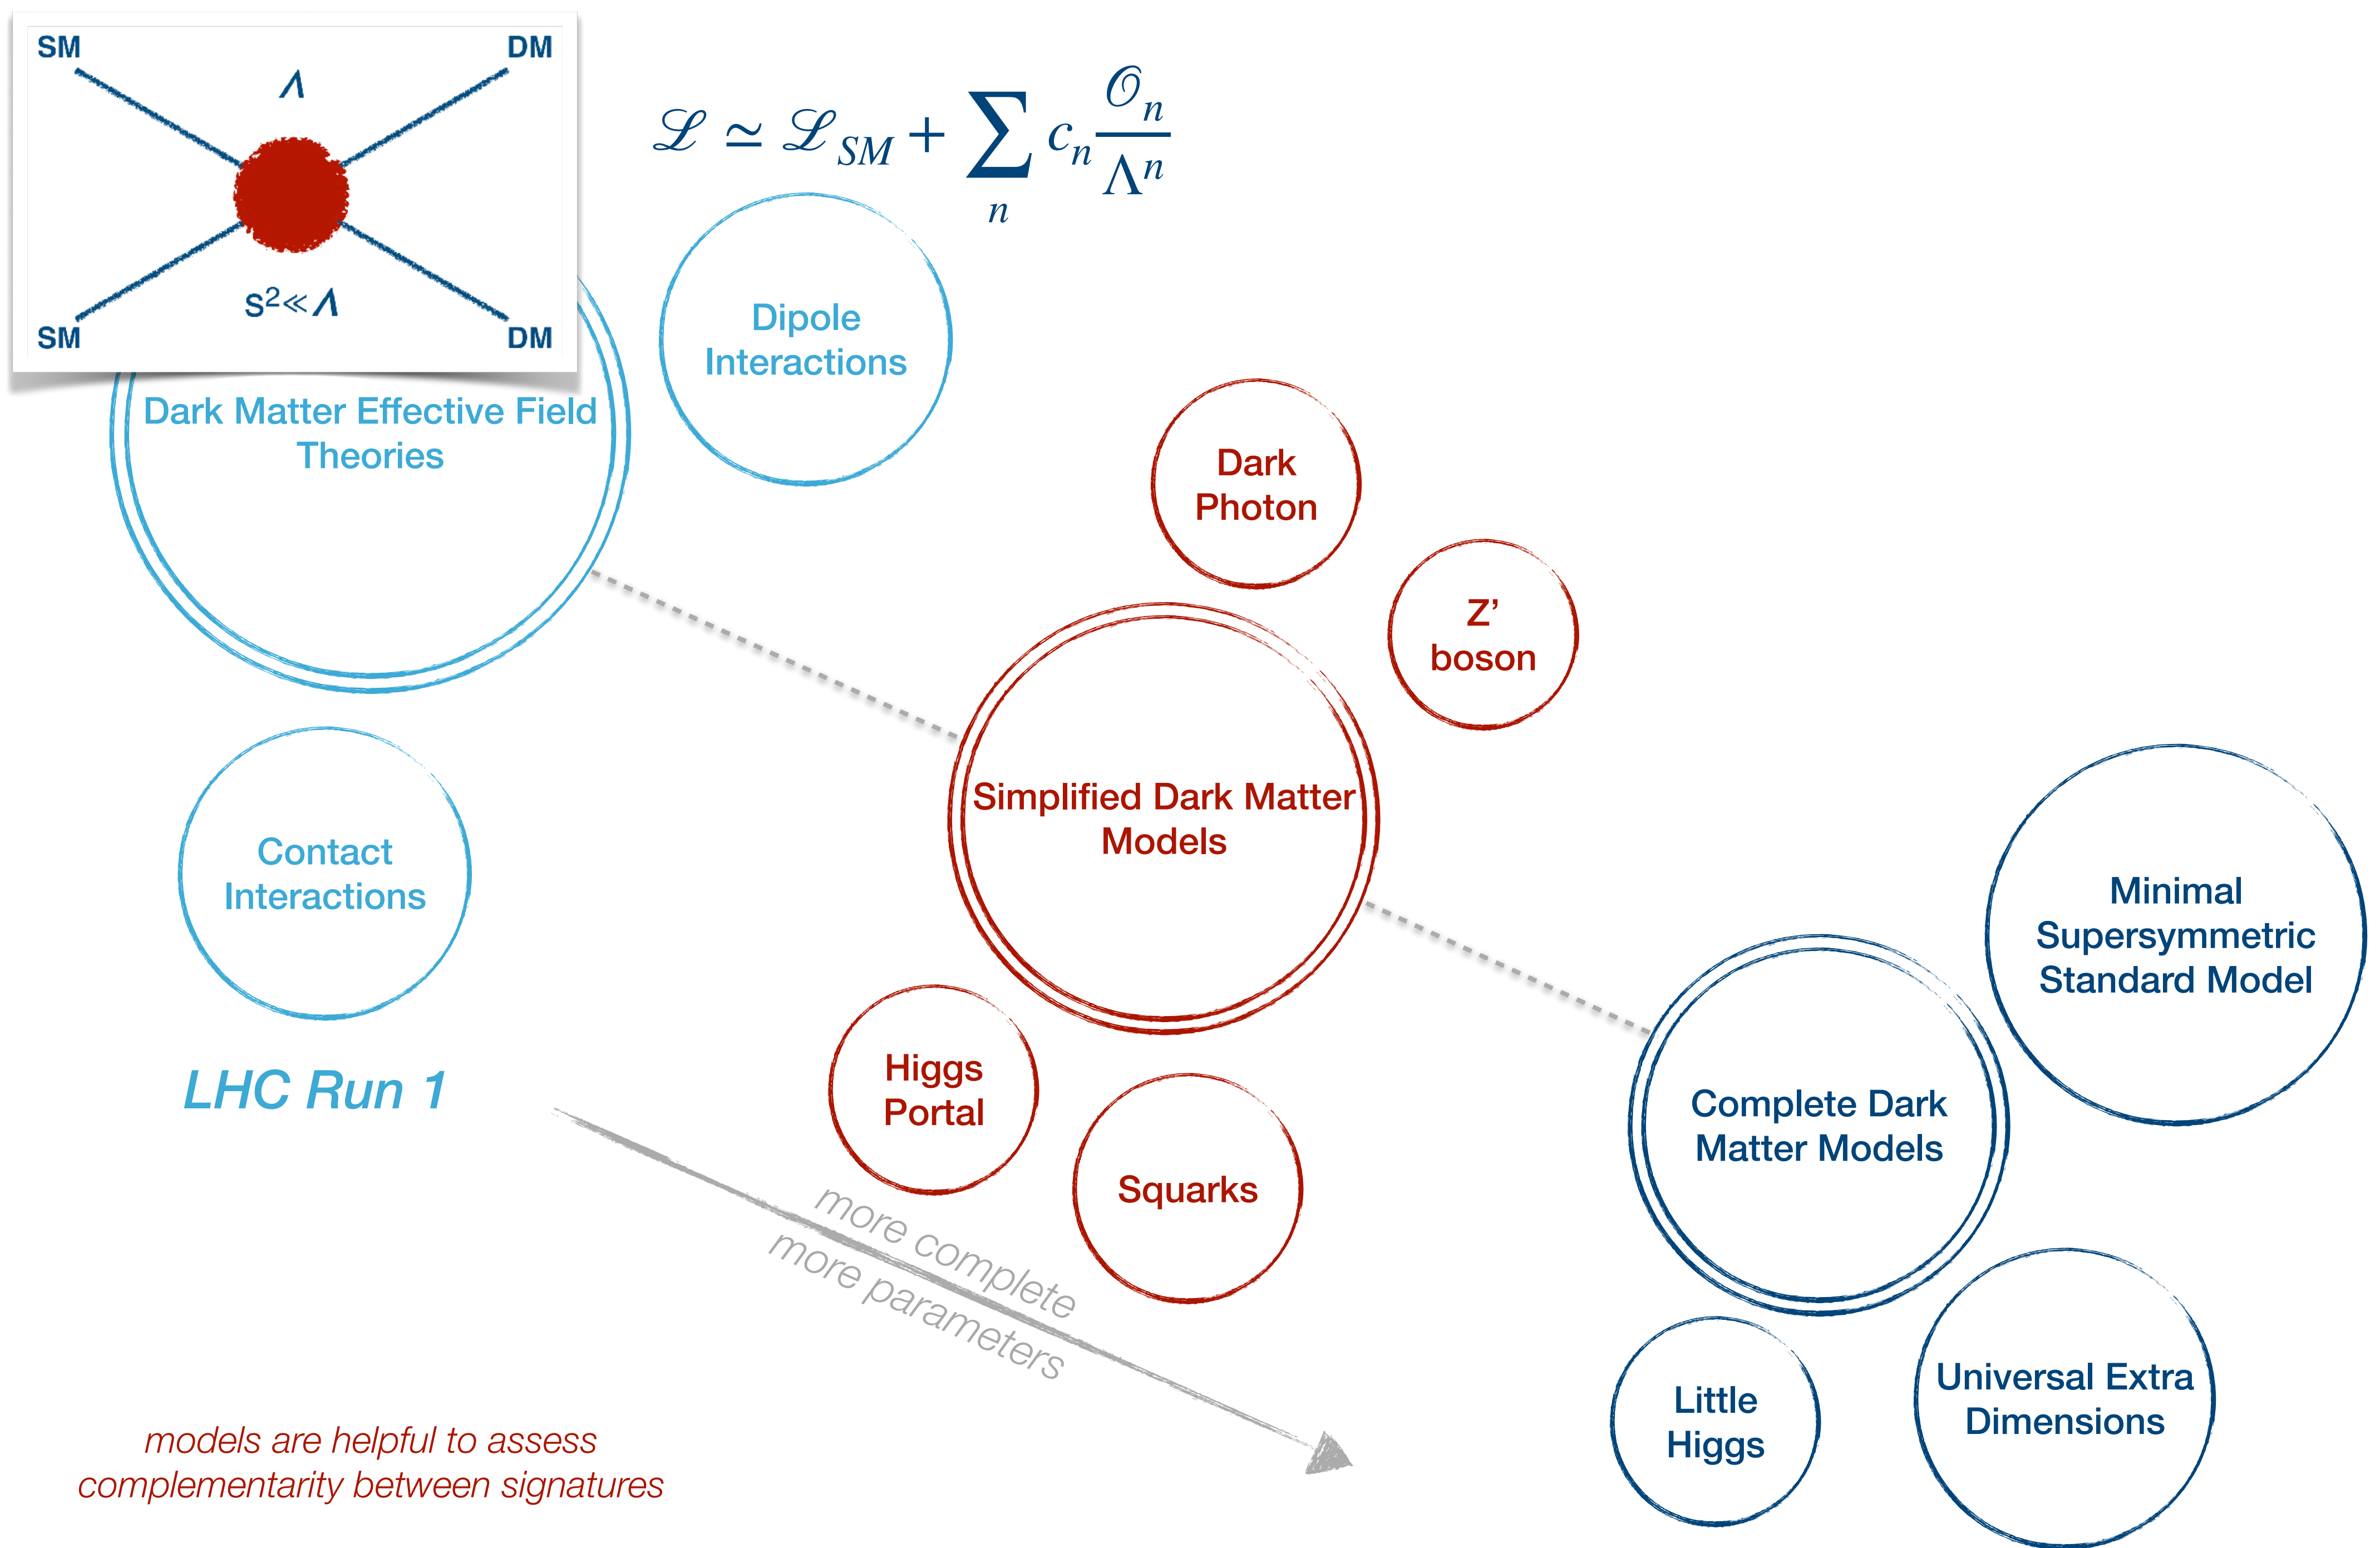 SM
DM
Λ
S²≪Λ
SM
DM
ℒ ≃ ℒ_SM + ∑_n c_n 𝒪_n/Λ^n
Dark Matter Effective Field
Theories
Dipole
Interactions
Contact
Interactions
LHC Run 1
Dark
Photon
Z’
boson
Simplified Dark Matter
Models
Higgs
Portal
Squarks
more complete
more parameters
Minimal
Supersymmetric
Standard Model
Complete Dark
Matter Models
Little
Higgs
Universal Extra
Dimensions
models are helpful to assess
complementarity between signatures